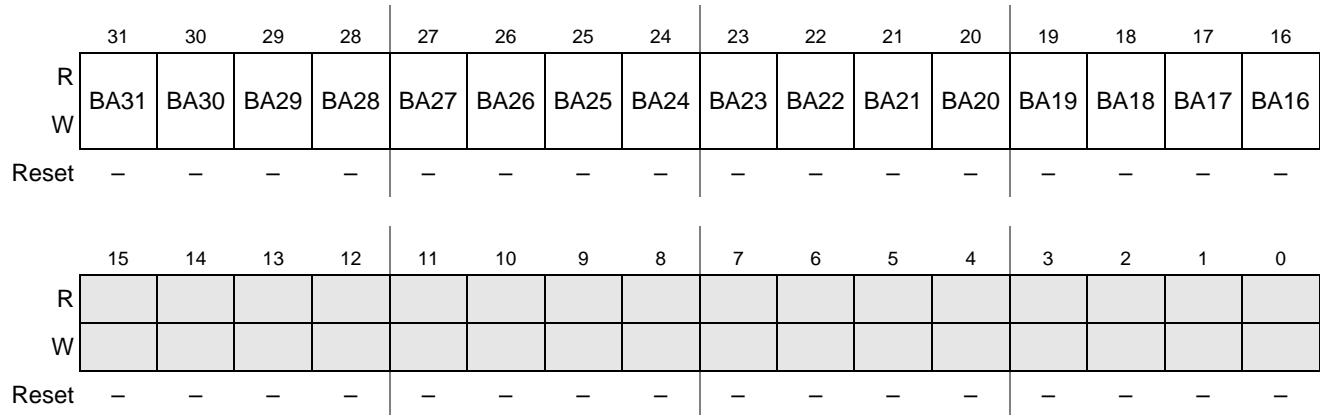 31 30 29 28 27 26 25 24 23 22 21 20 19 18 17 16
R
BA31 BA30 BA29 BA28 BA27 BA26 BA25 BA24 BA23 BA22 BA21 BA20 BA19 BA18 BA17 BA16
W
Reset – – – – – – – – – – – – – – – –
15 14 13 12 11 10 9 8 7 6 5 4 3 2 1 0
R
W
Reset – – – – – – – – – – – – – – – –